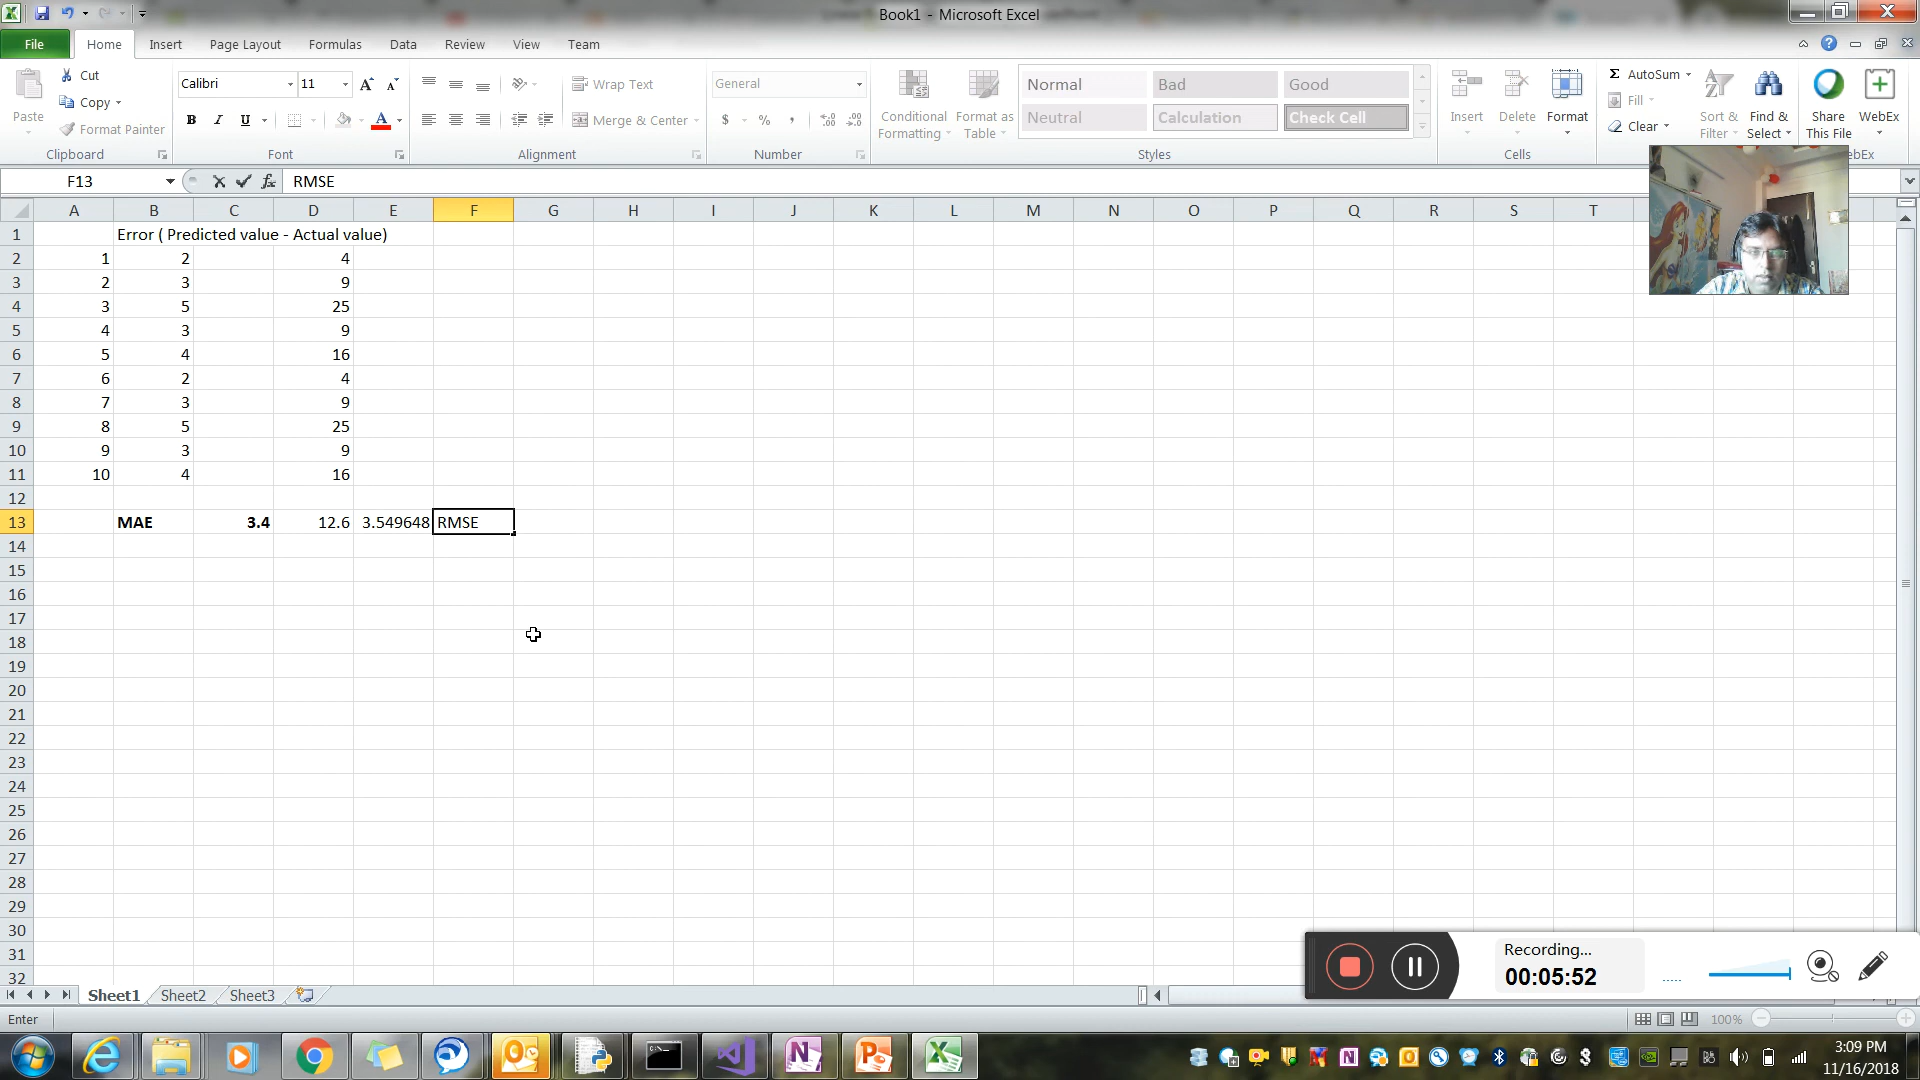 Book1 - Microsoft Excel
File Home Insert Page Layout Formulas Data Review View Team
Paste
Cut
Copy
Format Painter
Clipboard
Calibri 11
B I U
Font
Wrap Text
Merge & Center
Alignment
General
$ % ,
Number
Conditional Formatting
Format as Table
Normal Bad Good
Neutral Calculation Check Cell
Styles
Insert Delete Format
Cells
Σ AutoSum
Fill
Clear
Sort & Filter
Find & Select
Share This File
WebEx
F13 fx RMSE
A B C D E F G H I J K L M N O P Q R S T
1 Error ( Predicted value - Actual value)
2 1 2 4
3 2 3 9
4 3 5 25
5 4 3 9
6 5 4 16
7 6 2 4
8 7 3 9
9 8 5 25
10 9 3 9
11 10 4 16
12
13 MAE 3.4 12.6 3.549648 RMSE
14
15
16
17
18
19
20
21
22
23
24
25
26
27
28
29
30
31
32
Recording...
00:05:52
Sheet1 Sheet2 Sheet3
Enter
100%
3:09 PM
11/16/2018